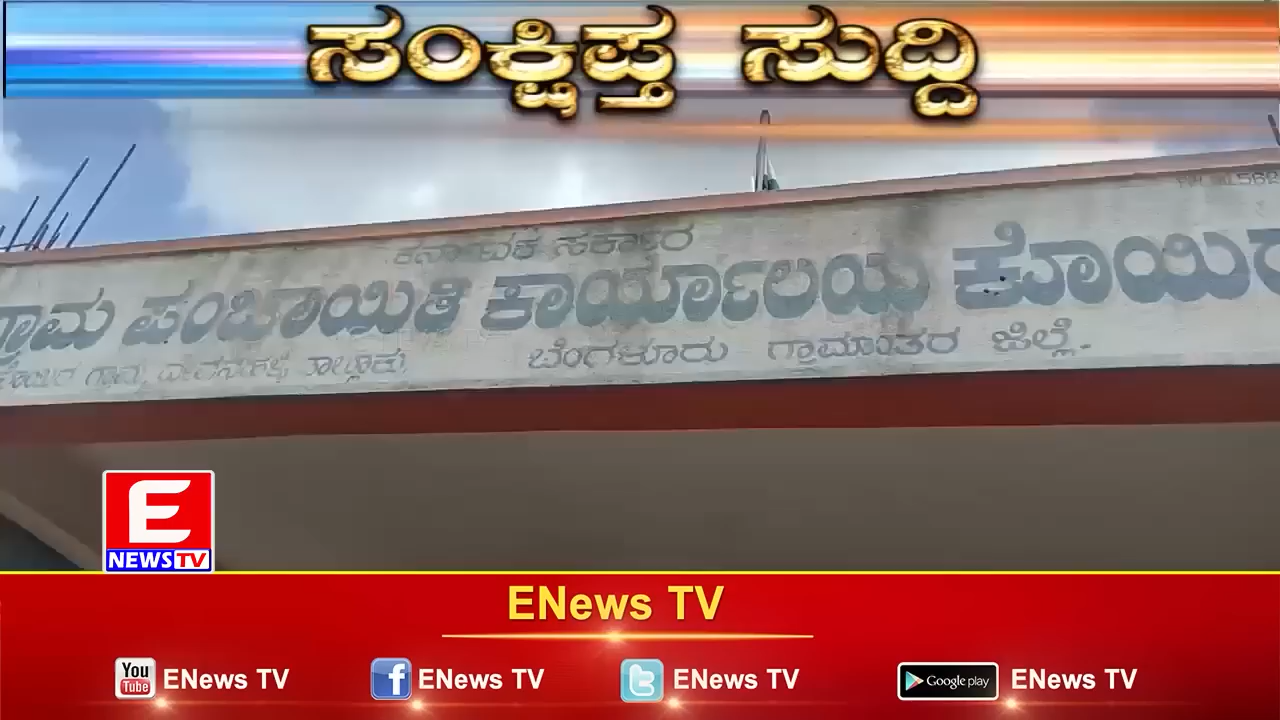 ಸಂಕ್ಷಿಪ್ತ ಸುದ್ದಿ
ಕರ್ನಾಟಕ ಸರ್ಕಾರ
ಗ್ರಾಮ ಪಂಚಾಯಿತಿ ಕಾರ್ಯಾಲಯ
ಗ್ರಾಮ, ದೇವನಹಳ್ಳಿ ತಾಲ್ಲೂಕು,
ಬೆಂಗಳೂರು ಗ್ರಾಮಾಂತರ ಜಿಲ್ಲೆ.
E
NEWS TV
ENews TV
You Tube ENews TV
f ENews TV
t ENews TV
Google play ENews TV